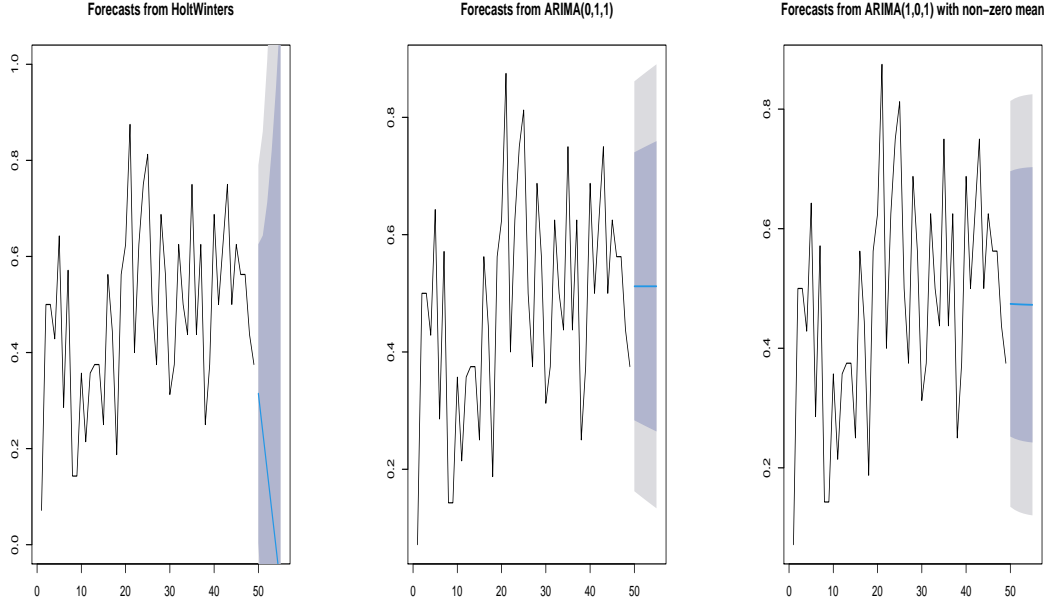 Forecasts from HoltWinters
0.0 0.2 0.4 0.6 0.8 1.0
0 10 20 30 40 50
Forecasts from ARIMA(0,1,1)
0.2 0.4 0.6 0.8
0 10 20 30 40 50
Forecasts from ARIMA(1,0,1) with non−zero mean
0.2 0.4 0.6 0.8
0 10 20 30 40 50